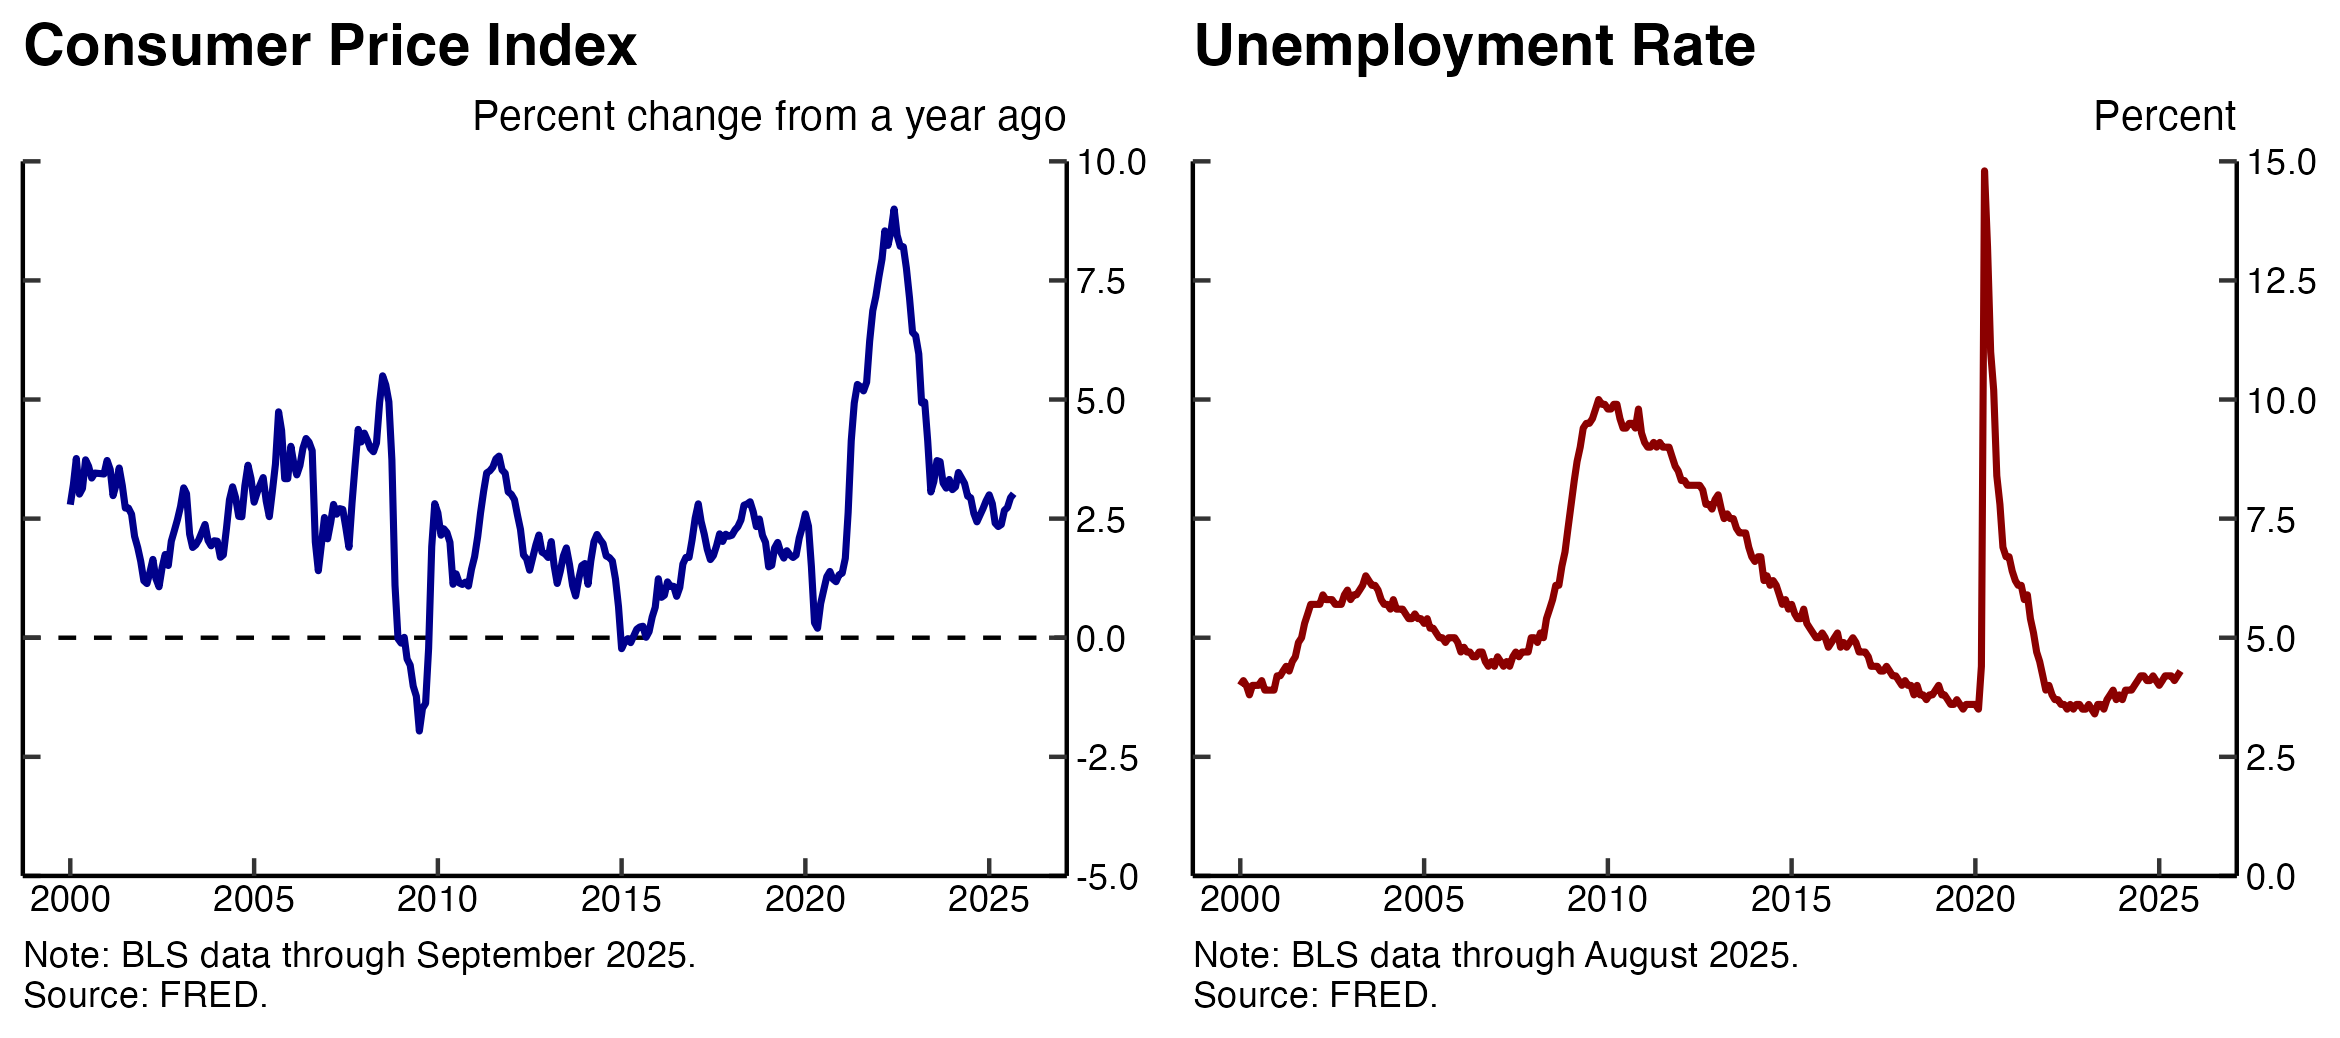 Consumer Price Index
Percent change from a year ago
10.0
7.5
5.0
2.5
0.0
-2.5
-5.0
2000 2005 2010 2015 2020 2025
Note: BLS data through September 2025.
Source: FRED.
Unemployment Rate
Percent
15.0
12.5
10.0
7.5
5.0
2.5
0.0
2000 2005 2010 2015 2020 2025
Note: BLS data through August 2025.
Source: FRED.